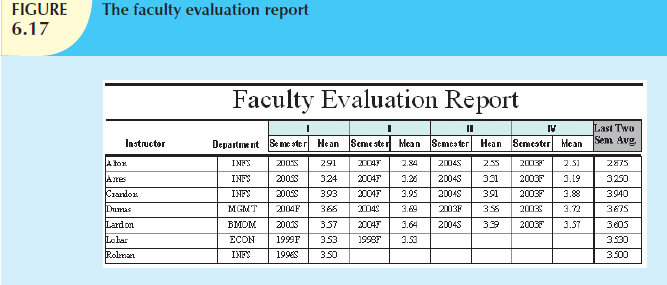 FIGURE The faculty evaluation report
6.17
Faculty Evaluation Report
I II III IV Last Two
Instructor Department Semester Mean Semester Mean Semester Mean Semester Mean Sem. Avg.
Alton INFS 2005S 2.91 2004F 2.84 2004S 2.55 2003F 2.51 2.875
Ames INFS 2005S 3.24 2004F 3.26 2004S 3.31 2003F 3.19 3.250
INFS 2005S 3.93 2004F 3.95 2004S 3.91 2003F 3.88 3.940
Dumas MGMT 2004F 3.66 2004S 3.69 2003F 3.56 2003S 3.72 3.675
BMOM 2005S 3.57 2004F 3.64 2004S 3.39 2003F 3.57 3.605
Lohar ECON 1999F 3.53 1998F 3.53 3.530
Rolman INFS 1996S 3.50 3.500